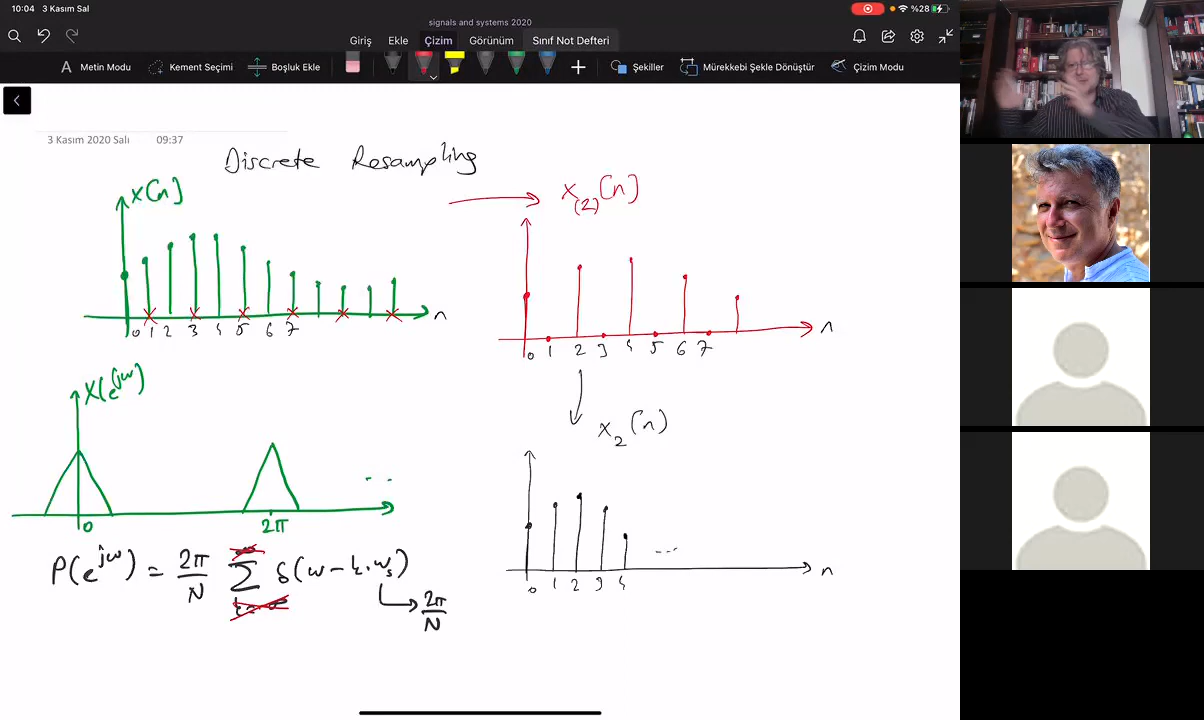 10:04 3 Kasım Sal
%28
signals and systems 2020
Giriş Ekle Çizim Görünüm Sınıf Not Defteri
Metin Modu Kement Seçimi Boşluk Ekle Şekiller Mürekkebi Şekle Dönüştür Çizim Modu
3 Kasım 2020 Salı 09:37
Discrete Resampling
x[n]
x(2)[n]
0 1 2 3 4 5 6 7 n
0 1 2 3 4 5 6 7 n
X(e^jω)
x2[n]
0 2π ...
P(e^jω) = 2π/N ∑ δ(ω - k.ωs)
2π/N
0 1 2 3 4 ... n